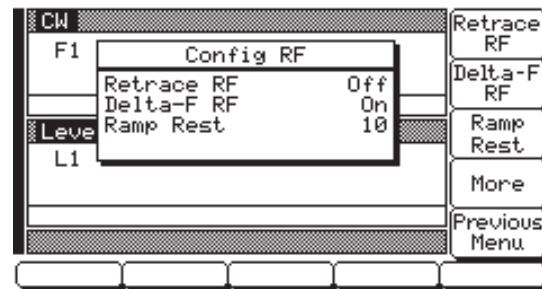 CW
F1
Config RF
Retrace RF Off
Delta-F RF On
Ramp Rest 10
Leve
L1
Retrace
RF
Delta-F
RF
Ramp
Rest
More
Previous
Menu